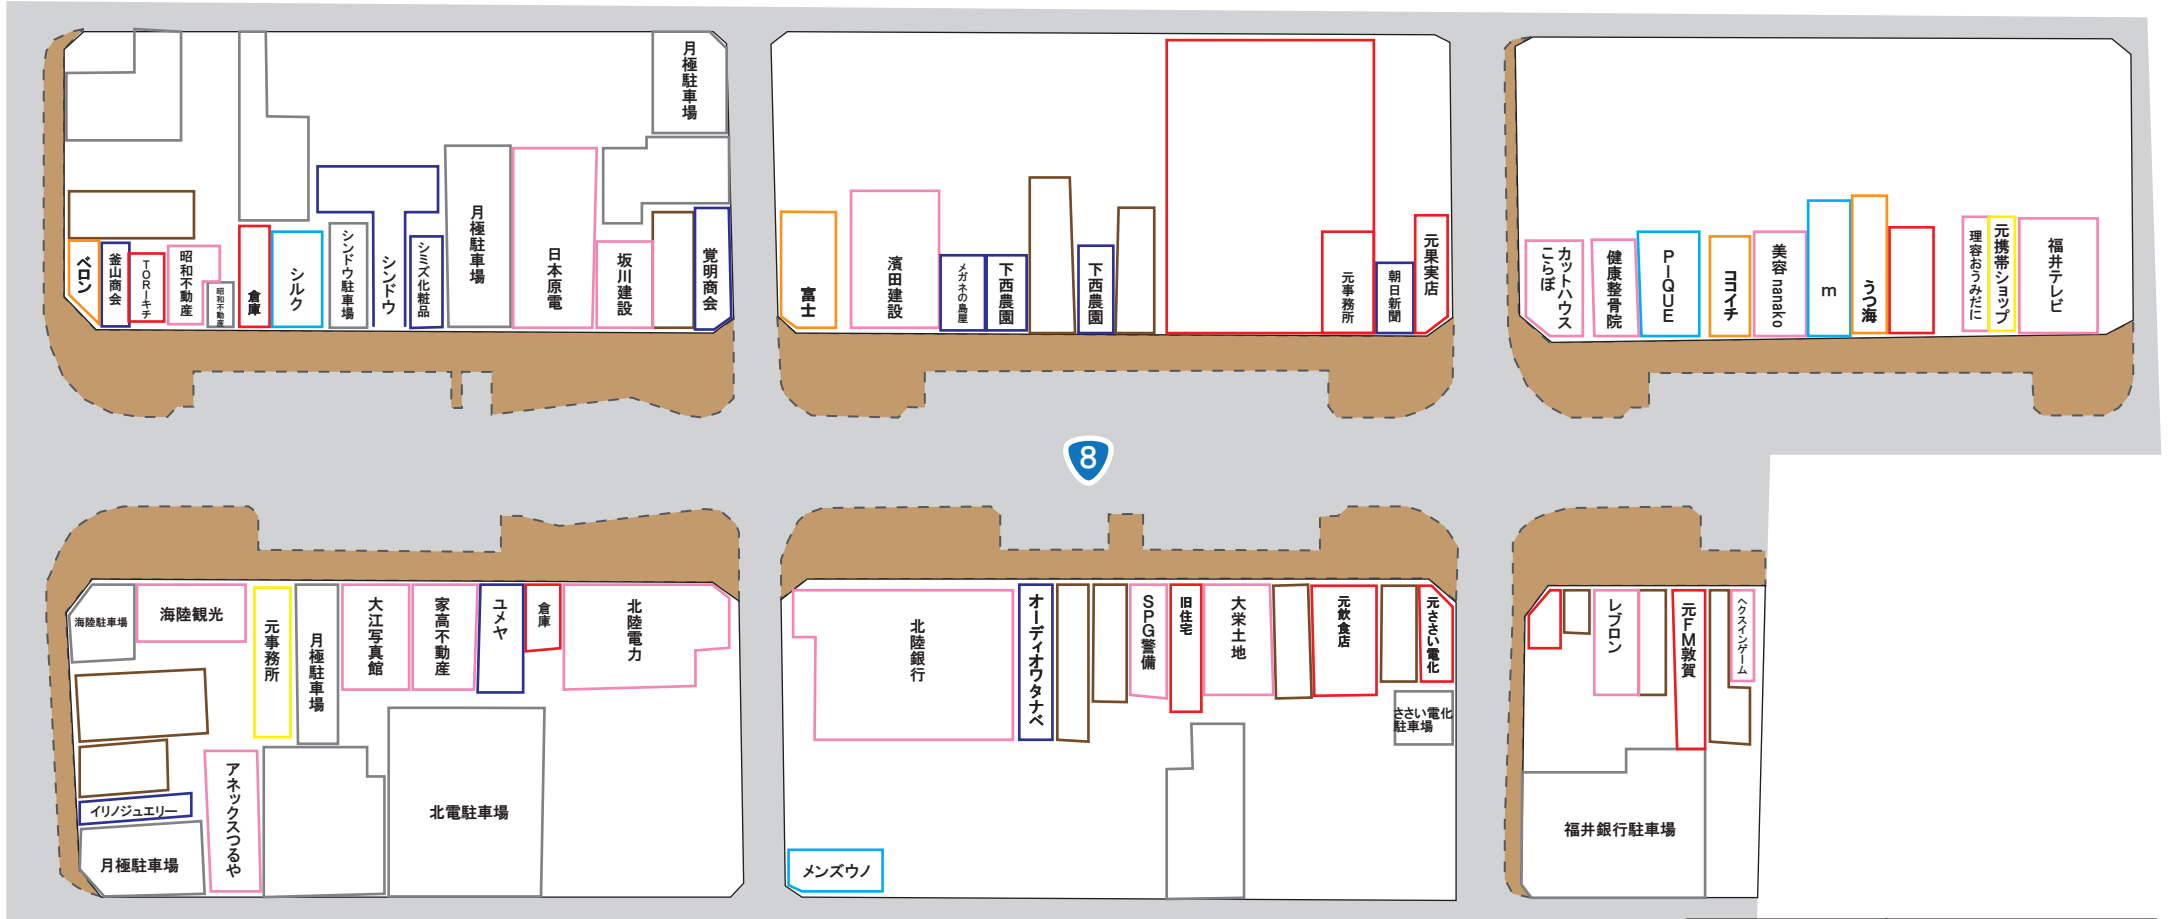 月極駐車場
ベロン
釜山商会
TORーキチ
昭和不動産
昭和不動産
倉庫
シルク
シンドウ駐車場
シンドウ
シミズ化粧品
月極駐車場
日本原電
坂川建設
覚明商会
富士
濱田建設
メガネの島屋
下西農園
下西農園
元事務所
朝日新聞
元果実店
カットハウス
こらぼ
健康整骨院
PIQUE
ヨコイチ
美容 nanako
m
うつ海
理容おうみだに
元携帯ショップ
福井テレビ
8
海陸駐車場
海陸観光
元事務所
月極駐車場
大江写真館
家高不動産
ユメヤ
倉庫
北陸電力
アネックスつるや
イリノジュエリー
月極駐車場
北電駐車場
北陸銀行
オーディオワタナベ
SPG警備
旧住宅
大栄土地
元飲食店
元ささい電化
ささい電化
駐車場
メンズウノ
レブロン
元FM敦賀
ヘクスインゲーム
福井銀行駐車場